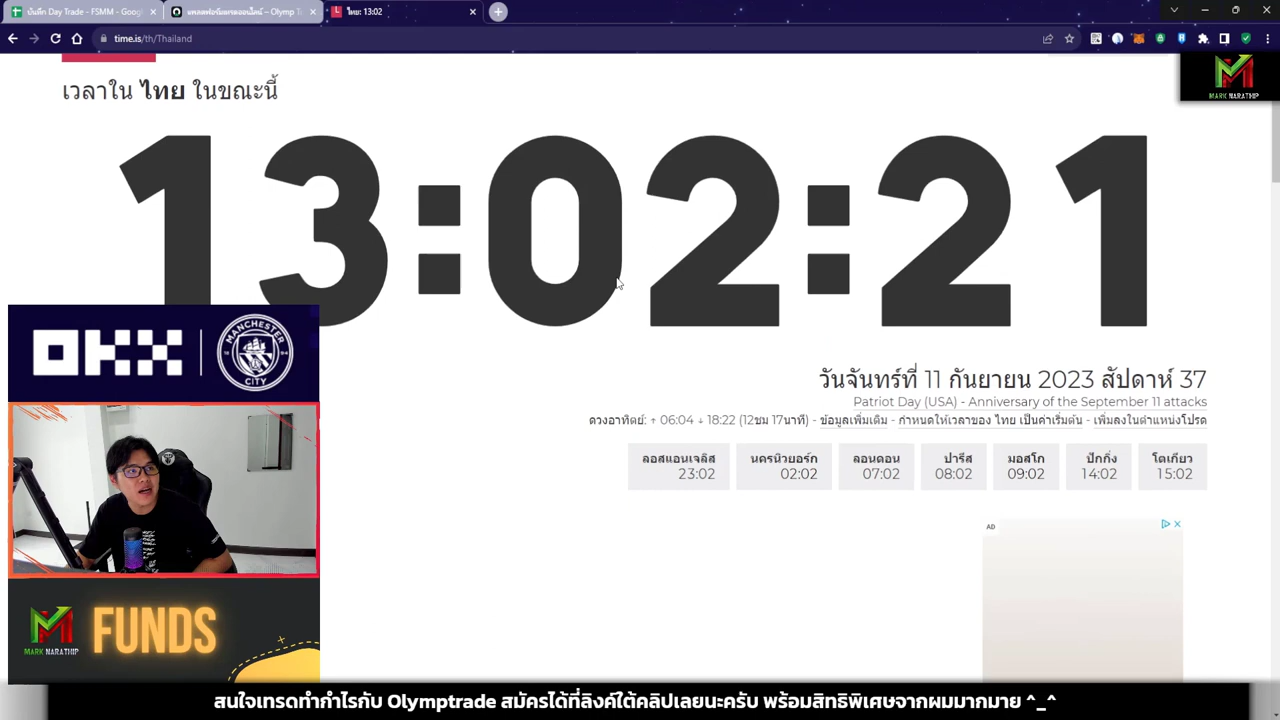 บันทึก Day Trade - FSMM - Goog
แพลตฟอร์มเทรดออนไลน์ – Olymp T
ไทย: 13:02
time.is/th/Thailand
MARK NARATHIP
เวลาใน ไทย ในขณะนี้
13:02:21
OKX
MANCHESTER
18 94
CITY
วันจันทร์ที่ 11 กันยายน 2023 สัปดาห์ 37
Patriot Day (USA) - Anniversary of the September 11 attacks
ดวงอาทิตย์: ↑ 06:04 ↓ 18:22 (12ชม 17นาที) - ข้อมูลเพิ่มเติม - กำหนดให้เวลาของ ไทย เป็นค่าเริ่มต้น - เพิ่มลงในตำแหน่งโปรด
ลอสแอนเจลิส นครนิวยอร์ก ลอนดอน ปารีส มอสโก ปักกิ่ง โตเกียว
23:02 02:02 07:02 08:02 09:02 14:02 15:02
AD
MARK NARATHIP
FUNDS
สนใจเทรดทำกำไรกับ Olymptrade สมัครได้ที่ลิงค์ใต้คลิปเลยนะครับ พร้อมสิทธิพิเศษจากผมมากมาย ^_^